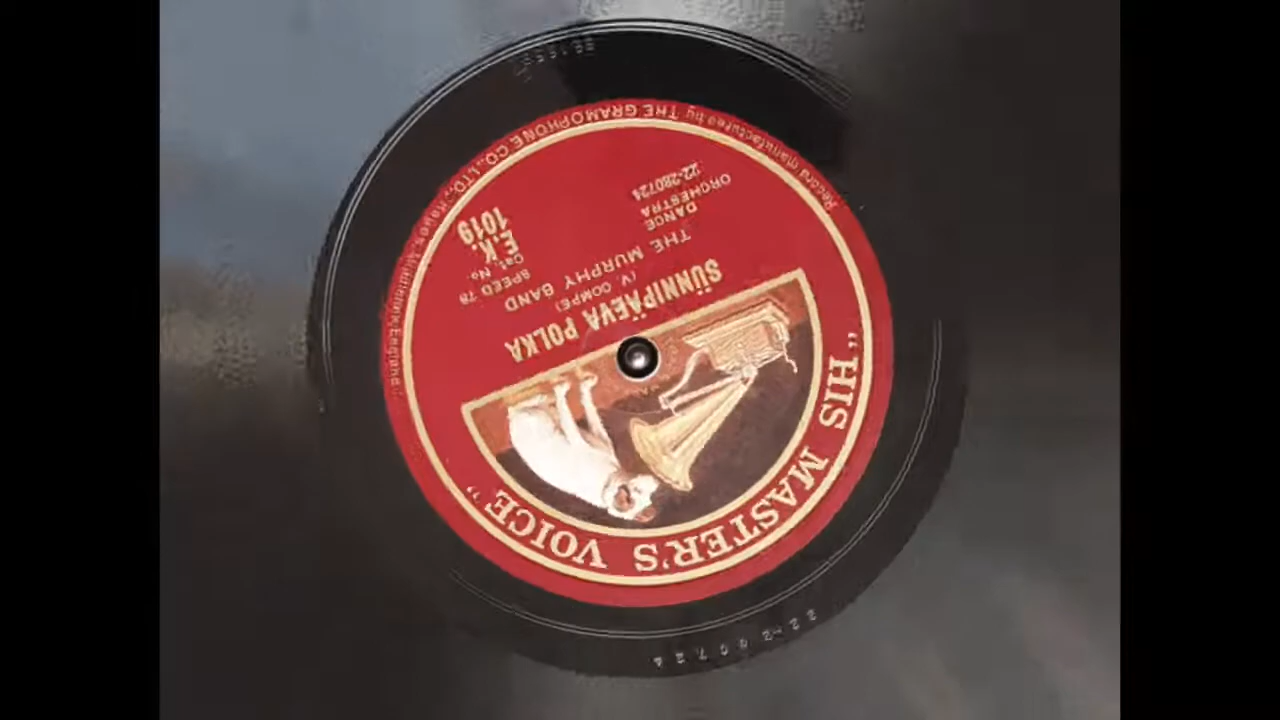 "HIS MASTER'S VOICE"
SÜNNIPÄEVA POLKA
(V. OOMPE)
THE MURPHY BAND
SPEED 78
Cat. No.
E.K.
1019
DANCE
ORCHESTRA
22-280724
Record manufactured by THE GRAMOPHONE CO., LTD., Hayes, Middlesex, England.